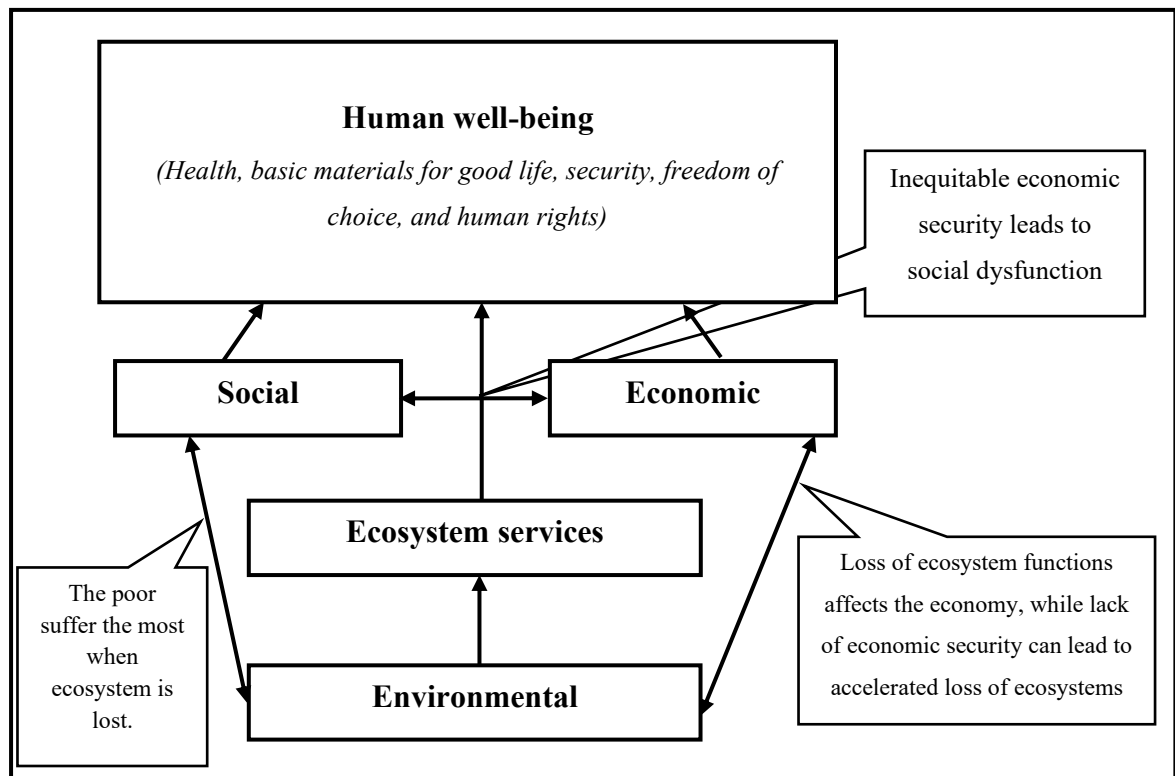 Human well-being
(Health, basic materials for good life, security, freedom of
choice, and human rights)
Inequitable economic
security leads to
social dysfunction
Social
Economic
Ecosystem services
The poor
suffer the most
when
ecosystem is
lost.
Loss of ecosystem functions
affects the economy, while lack
of economic security can lead to
accelerated loss of ecosystems
Environmental